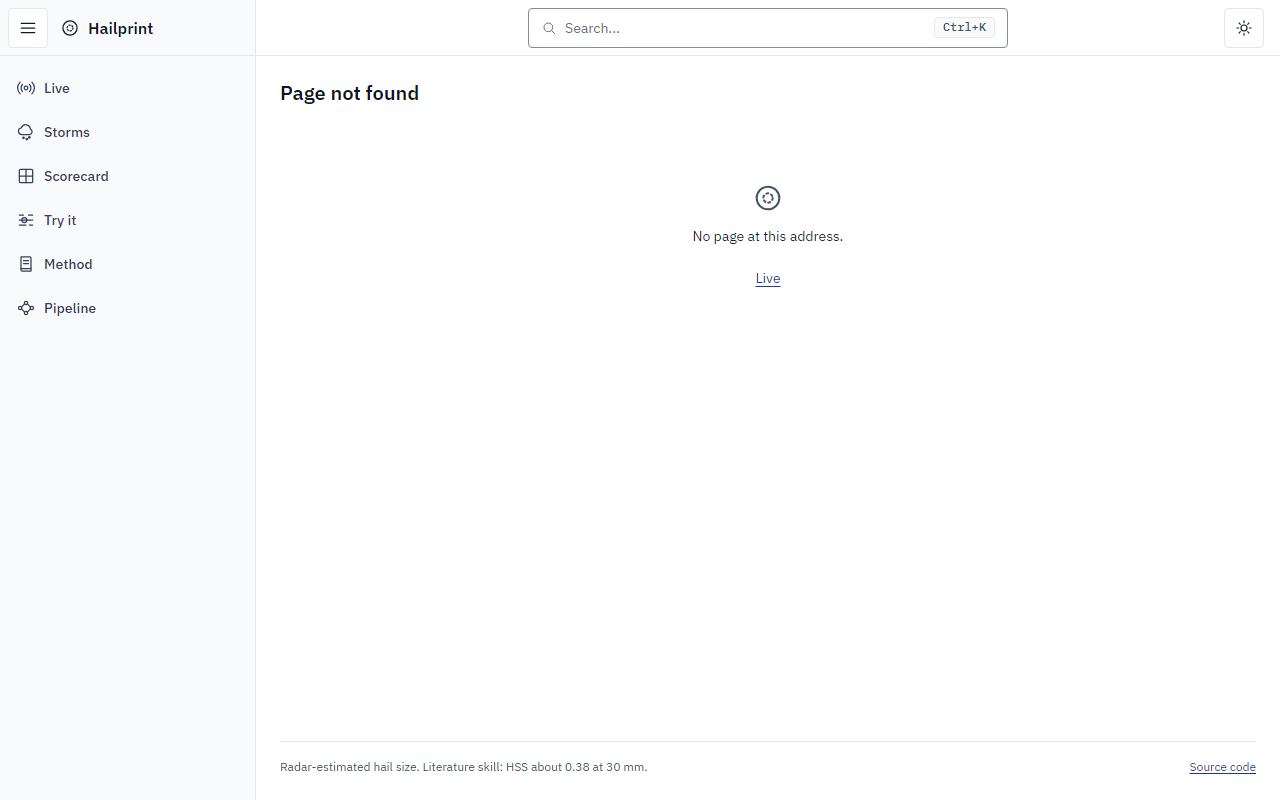 Hailprint
Search...
Ctrl+K
Live
Storms
Scorecard
Try it
Method
Pipeline
Page not found
No page at this address.
Live
Radar-estimated hail size. Literature skill: HSS about 0.38 at 30 mm.
Source code